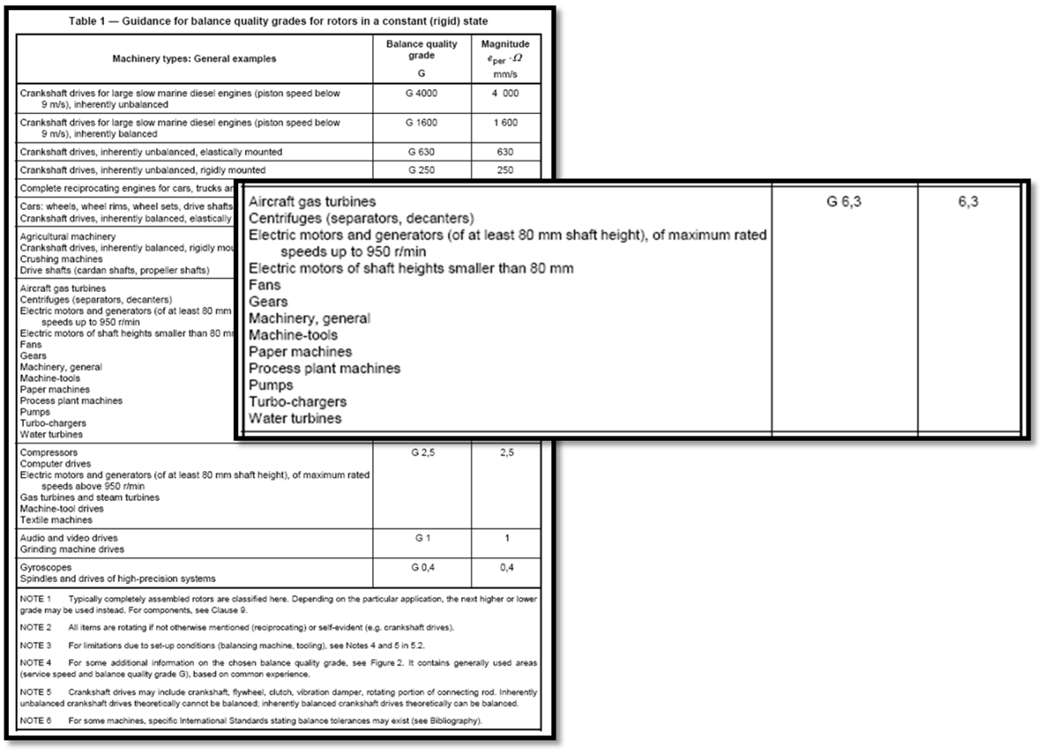 Table 1 — Guidance for balance quality grades for rotors in a constant (rigid) state
Machinery types: General examples
Balance quality
grade
G
Magnitude
eper · Ω
mm/s
Crankshaft drives for large slow marine diesel engines (piston speed below
9 m/s), inherently unbalanced
G 4000
4 000
Crankshaft drives for large slow marine diesel engines (piston speed below
9 m/s), inherently balanced
G 1600
1 600
Crankshaft drives, inherently unbalanced, elastically mounted
G 630
630
Crankshaft drives, inherently unbalanced, rigidly mounted
G 250
250
Complete reciprocating engines for cars, trucks
Cars: wheels, wheel rims, wheel sets, drive shafts
Crankshaft drives, inherently balanced, elastically
Agricultural machinery
Crankshaft drives, inherently balanced, rigidly
Crushing machines
Drive shafts (cardan shafts, propeller shafts)
Aircraft gas turbines
Centrifuges (separators, decanters)
Electric motors and generators (of at least 80 mm
speeds up to 950 r/min
Electric motors of shaft heights smaller than 80
Fans
Gears
Machinery, general
Machine-tools
Paper machines
Process plant machines
Pumps
Turbo-chargers
Water turbines
Aircraft gas turbines
Centrifuges (separators, decanters)
Electric motors and generators (of at least 80 mm shaft height), of maximum rated
speeds up to 950 r/min
Electric motors of shaft heights smaller than 80 mm
Fans
Gears
Machinery, general
Machine-tools
Paper machines
Process plant machines
Pumps
Turbo-chargers
Water turbines
G 6,3
6,3
Compressors
Computer drives
Electric motors and generators (of at least 80 mm shaft height), of maximum rated
speeds above 950 r/min
Gas turbines and steam turbines
Machine-tool drives
Textile machines
G 2,5
2,5
Audio and video drives
Grinding machine drives
G 1
1
Gyroscopes
Spindles and drives of high-precision systems
G 0,4
0,4
NOTE 1 Typically completely assembled rotors are classified here. Depending on the particular application, the next higher or lower
grade may be used instead. For components, see Clause 9.
NOTE 2 All items are rotating if not otherwise mentioned (reciprocating) or self-evident (e.g. crankshaft drives).
NOTE 3 For limitations due to set-up conditions (balancing machine, tooling), see Notes 4 and 5 in 5.2.
NOTE 4 For some additional information on the chosen balance quality grade, see Figure 2. It contains generally used areas
(service speed and balance quality grade G), based on common experience.
NOTE 5 Crankshaft drives may include crankshaft, flywheel, clutch, vibration damper, rotating portion of connecting rod. Inherently
unbalanced crankshaft drives theoretically cannot be balanced; inherently balanced crankshaft drives theoretically can be balanced.
NOTE 6 For some machines, specific International Standards stating balance tolerances may exist (see Bibliography).